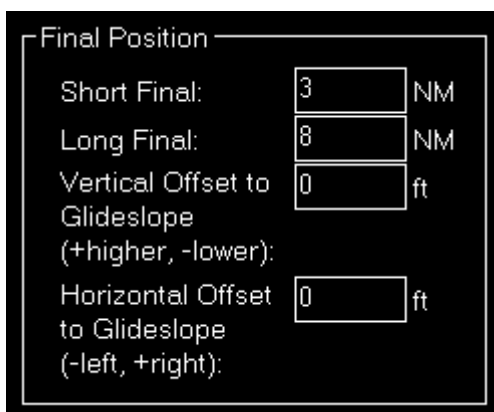 Final Position
Short Final: 3 NM
Long Final: 8 NM
Vertical Offset to 0 ft
Glideslope
(+higher, -lower):
Horizontal Offset 0 ft
to Glideslope
(-left, +right):